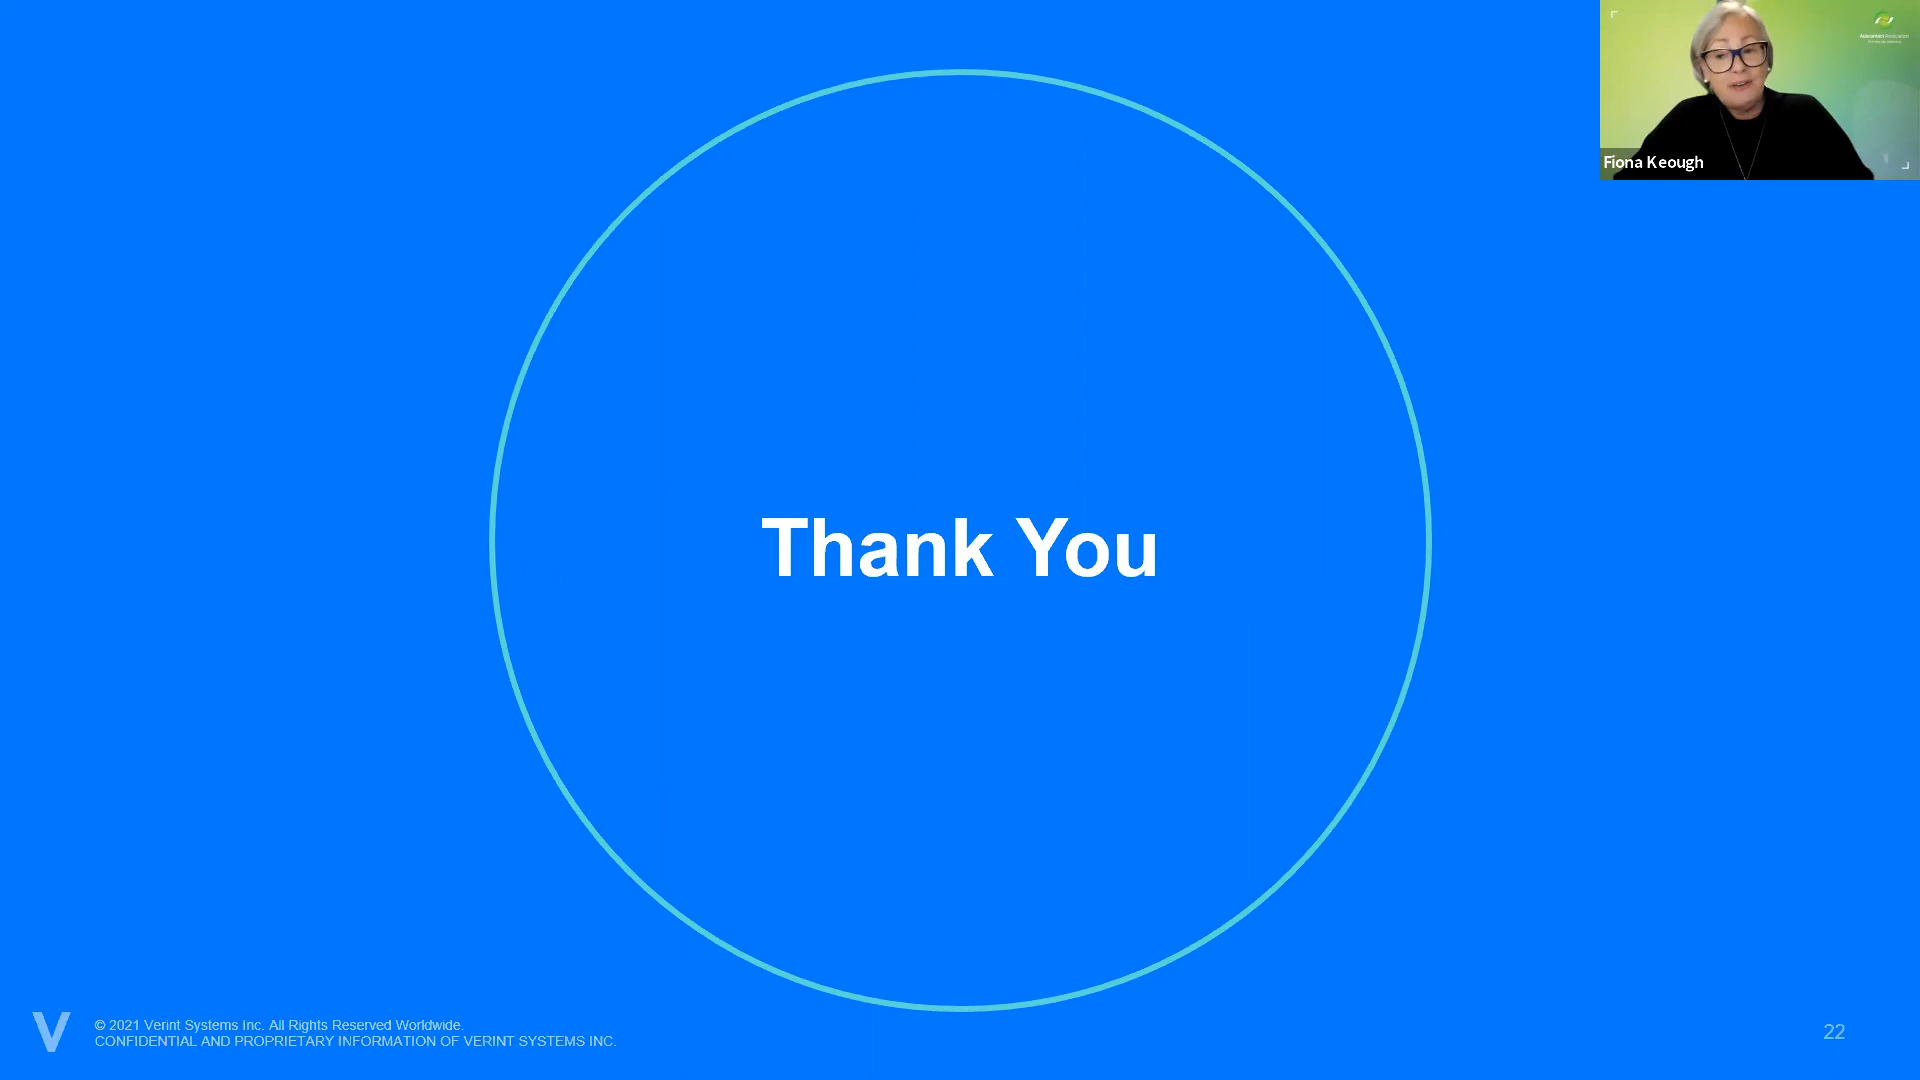 Fiona Keough
Thank You
V
© 2021 Verint Systems Inc. All Rights Reserved Worldwide.
CONFIDENTIAL AND PROPRIETARY INFORMATION OF VERINT SYSTEMS INC.
22